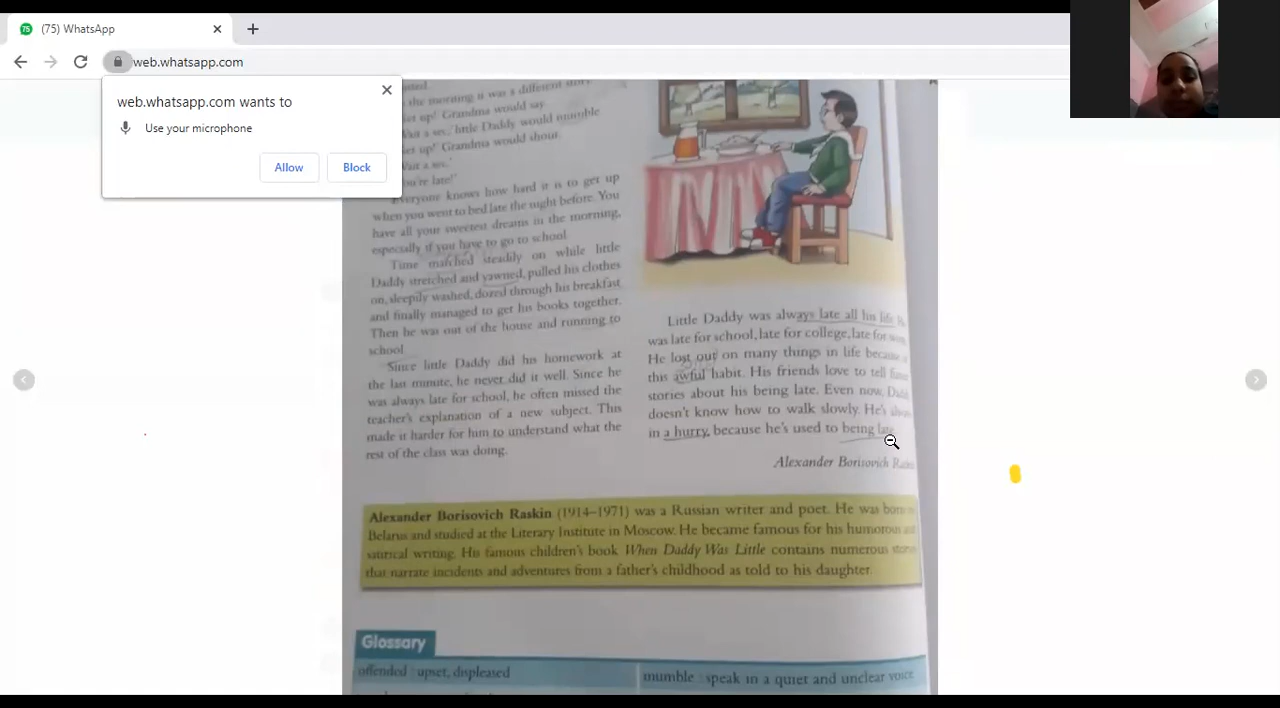 75
(75) WhatsApp
web.whatsapp.com
web.whatsapp.com wants to
Use your microphone
Allow
Block
the morning it was a different
up!' Grandma would say.
a sec,' little Daddy would mumble.
up!' Grandma would shout.
'Wait a sec.'
late!'
Everyone knows how hard it is to get up
when you went to bed late the night before. You
have all your sweetest dreams in the morning,
especially if you have to go to school.
Time marched steadily on while little
Daddy stretched and yawned, pulled his clothes
on, sleepily washed, dozed through his breakfast
and finally managed to get his books together.
Then he was out of the house and running to
school.
Since little Daddy did his homework at
the last minute, he never did it well. Since he
was always late for school, he often missed the
teacher's explanation of a new subject. This
made it harder for him to understand what the
rest of the class was doing.
Little Daddy was always late all his life.
was late for school, late for college, late for
He lost out on many things in life because
this awful habit. His friends love to tell
stories about his being late. Even now,
doesn't know how to walk slowly. He's
in a hurry, because he's used to being late
Alexander Borisovich
Alexander Borisovich Raskin (1914–1971) was a Russian writer and poet. He was born
Belarus and studied at the Literary Institute in Moscow. He became famous for his humorous
satirical writing. His famous children's book When Daddy Was Little contains numerous
that narrate incidents and adventures from a father's childhood as told to his daughter.
Glossary
offended : upset, displeased
mumble : speak in a quiet and unclear voice